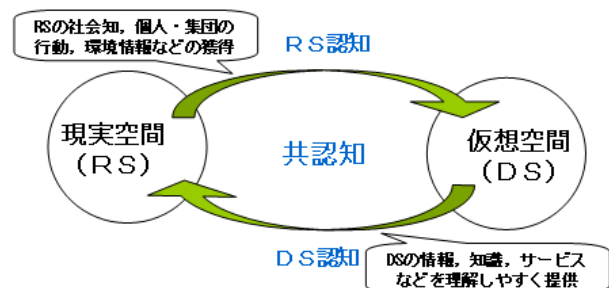 RSの社会知，個人・集団の
行動，環境情報などの獲得
ＲＳ認知
現実空間
（ＲＳ）
共認知
仮想空間
（ＤＳ）
ＤＳ認知
DSの情報，知識，サービス
などを理解しやすく提供